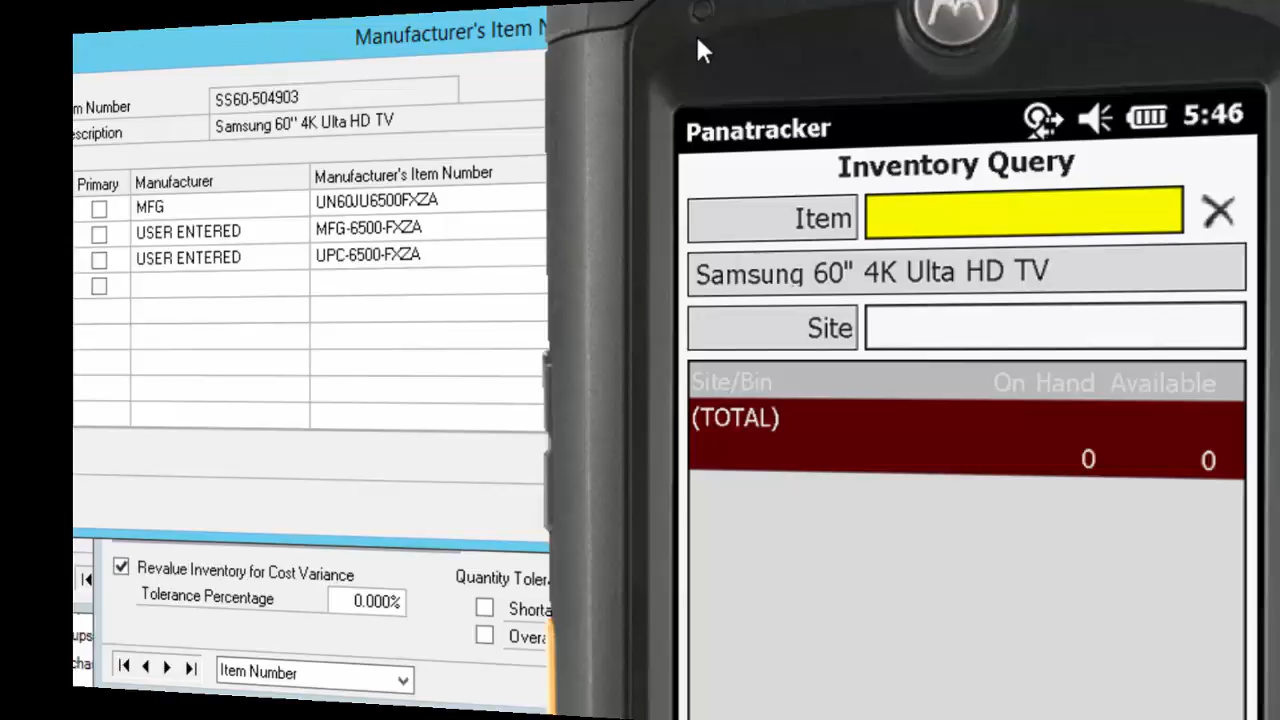 Manufacturer's Item N
m Number
SS60-504903
escription
Samsung 60" 4K Ulta HD TV
Primary
Manufacturer
Manufacturer's Item Number
MFG
UN60JU6500FXZA
USER ENTERED
MFG-6500-FXZA
USER ENTERED
UPC-6500-FXZA
Revalue Inventory for Cost Variance
Quantity Toler
Tolerance Percentage
0.000%
Shorta
Overa
ups
cha
Item Number
Panatracker
5:46
Inventory Query
Item
Samsung 60" 4K Ulta HD TV
Site
Site/Bin
On Hand
Available
(TOTAL)
0
0